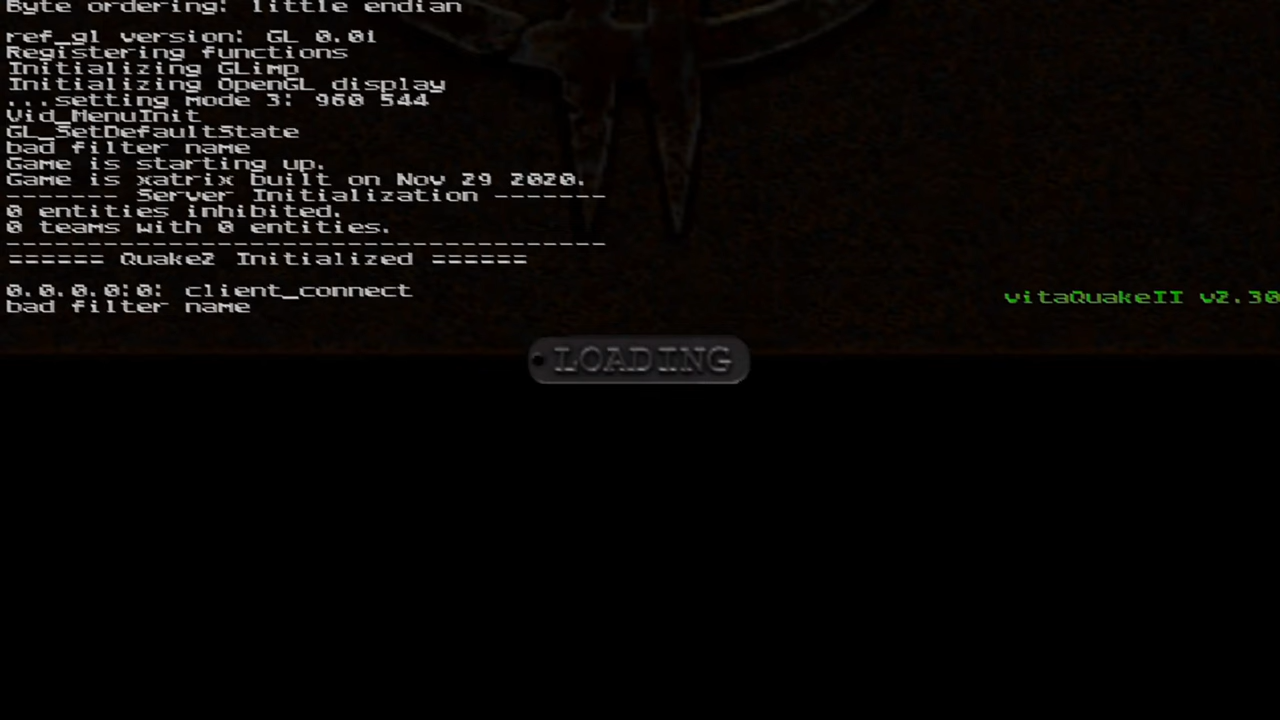 Byte ordering: little endian
ref_gl version: GL 0.01
Registering functions
Initializing GLimp
Initializing OpenGL display
...setting mode 3: 960 544
Vid_MenuInit
GL_SetDefaultState
bad filter name
Game is starting up.
Game is xatrix built on Nov 29 2020.
------- Server Initialization -------
0 entities inhibited.
0 teams with 0 entities.
-------------------------------------
====== Quake2 Initialized ======
0.0.0.0:0: client_connect
bad filter name
vitaQuakeII v2.30
LOADING